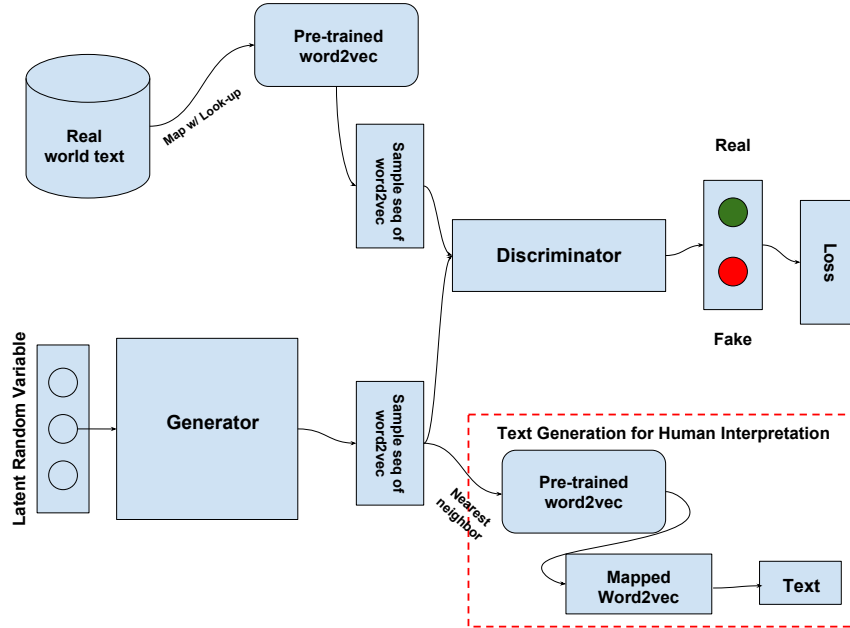 Pre-trained
word2vec
Real
world text
Map w/ Look-up
Sample seq of
word2vec
Real
Discriminator
Loss
Fake
Latent Random Variable
Generator
Sample seq of
word2vec
Text Generation for Human Interpretation
Nearest
neighbor
Pre-trained
word2vec
Mapped
Word2vec
Text